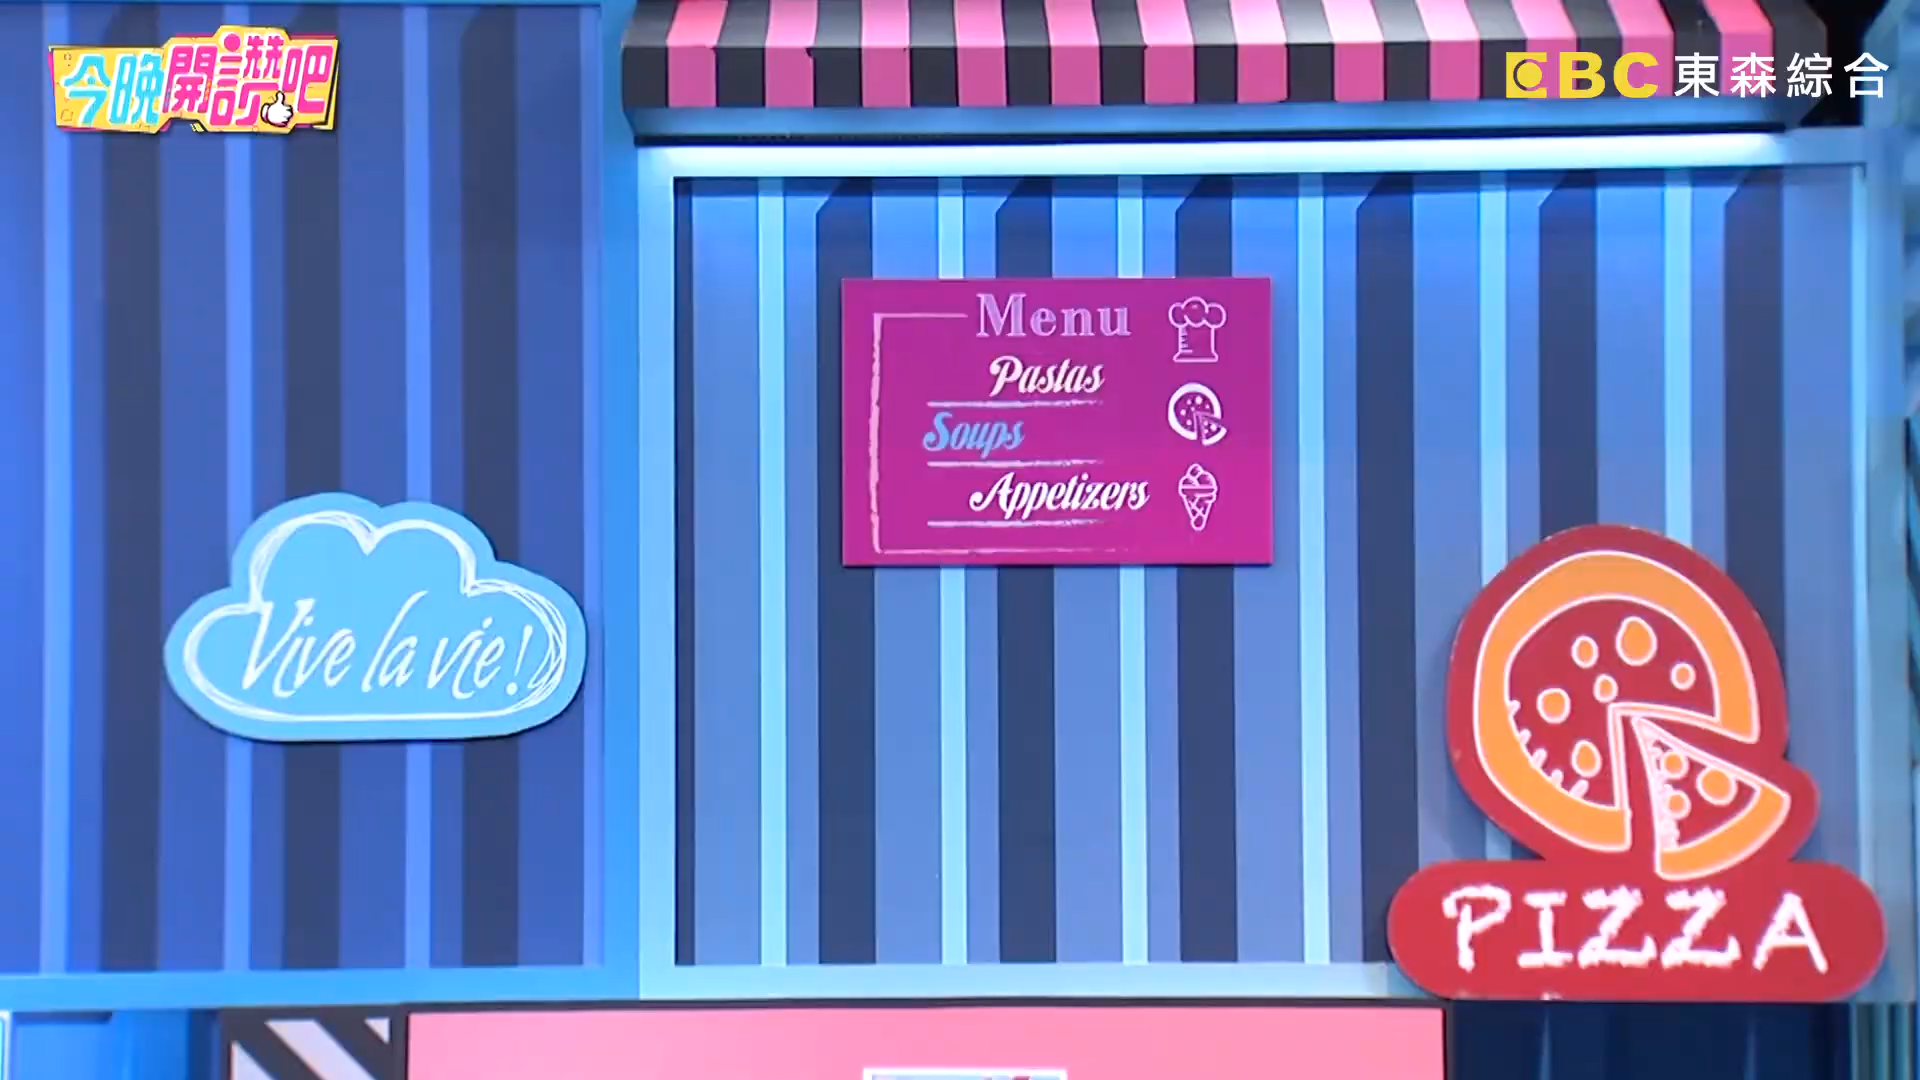 今晚開讚吧
EBC 東森綜合
Menu
Pastas
Soups
Appetizers
Vive la vie!
PIZZA